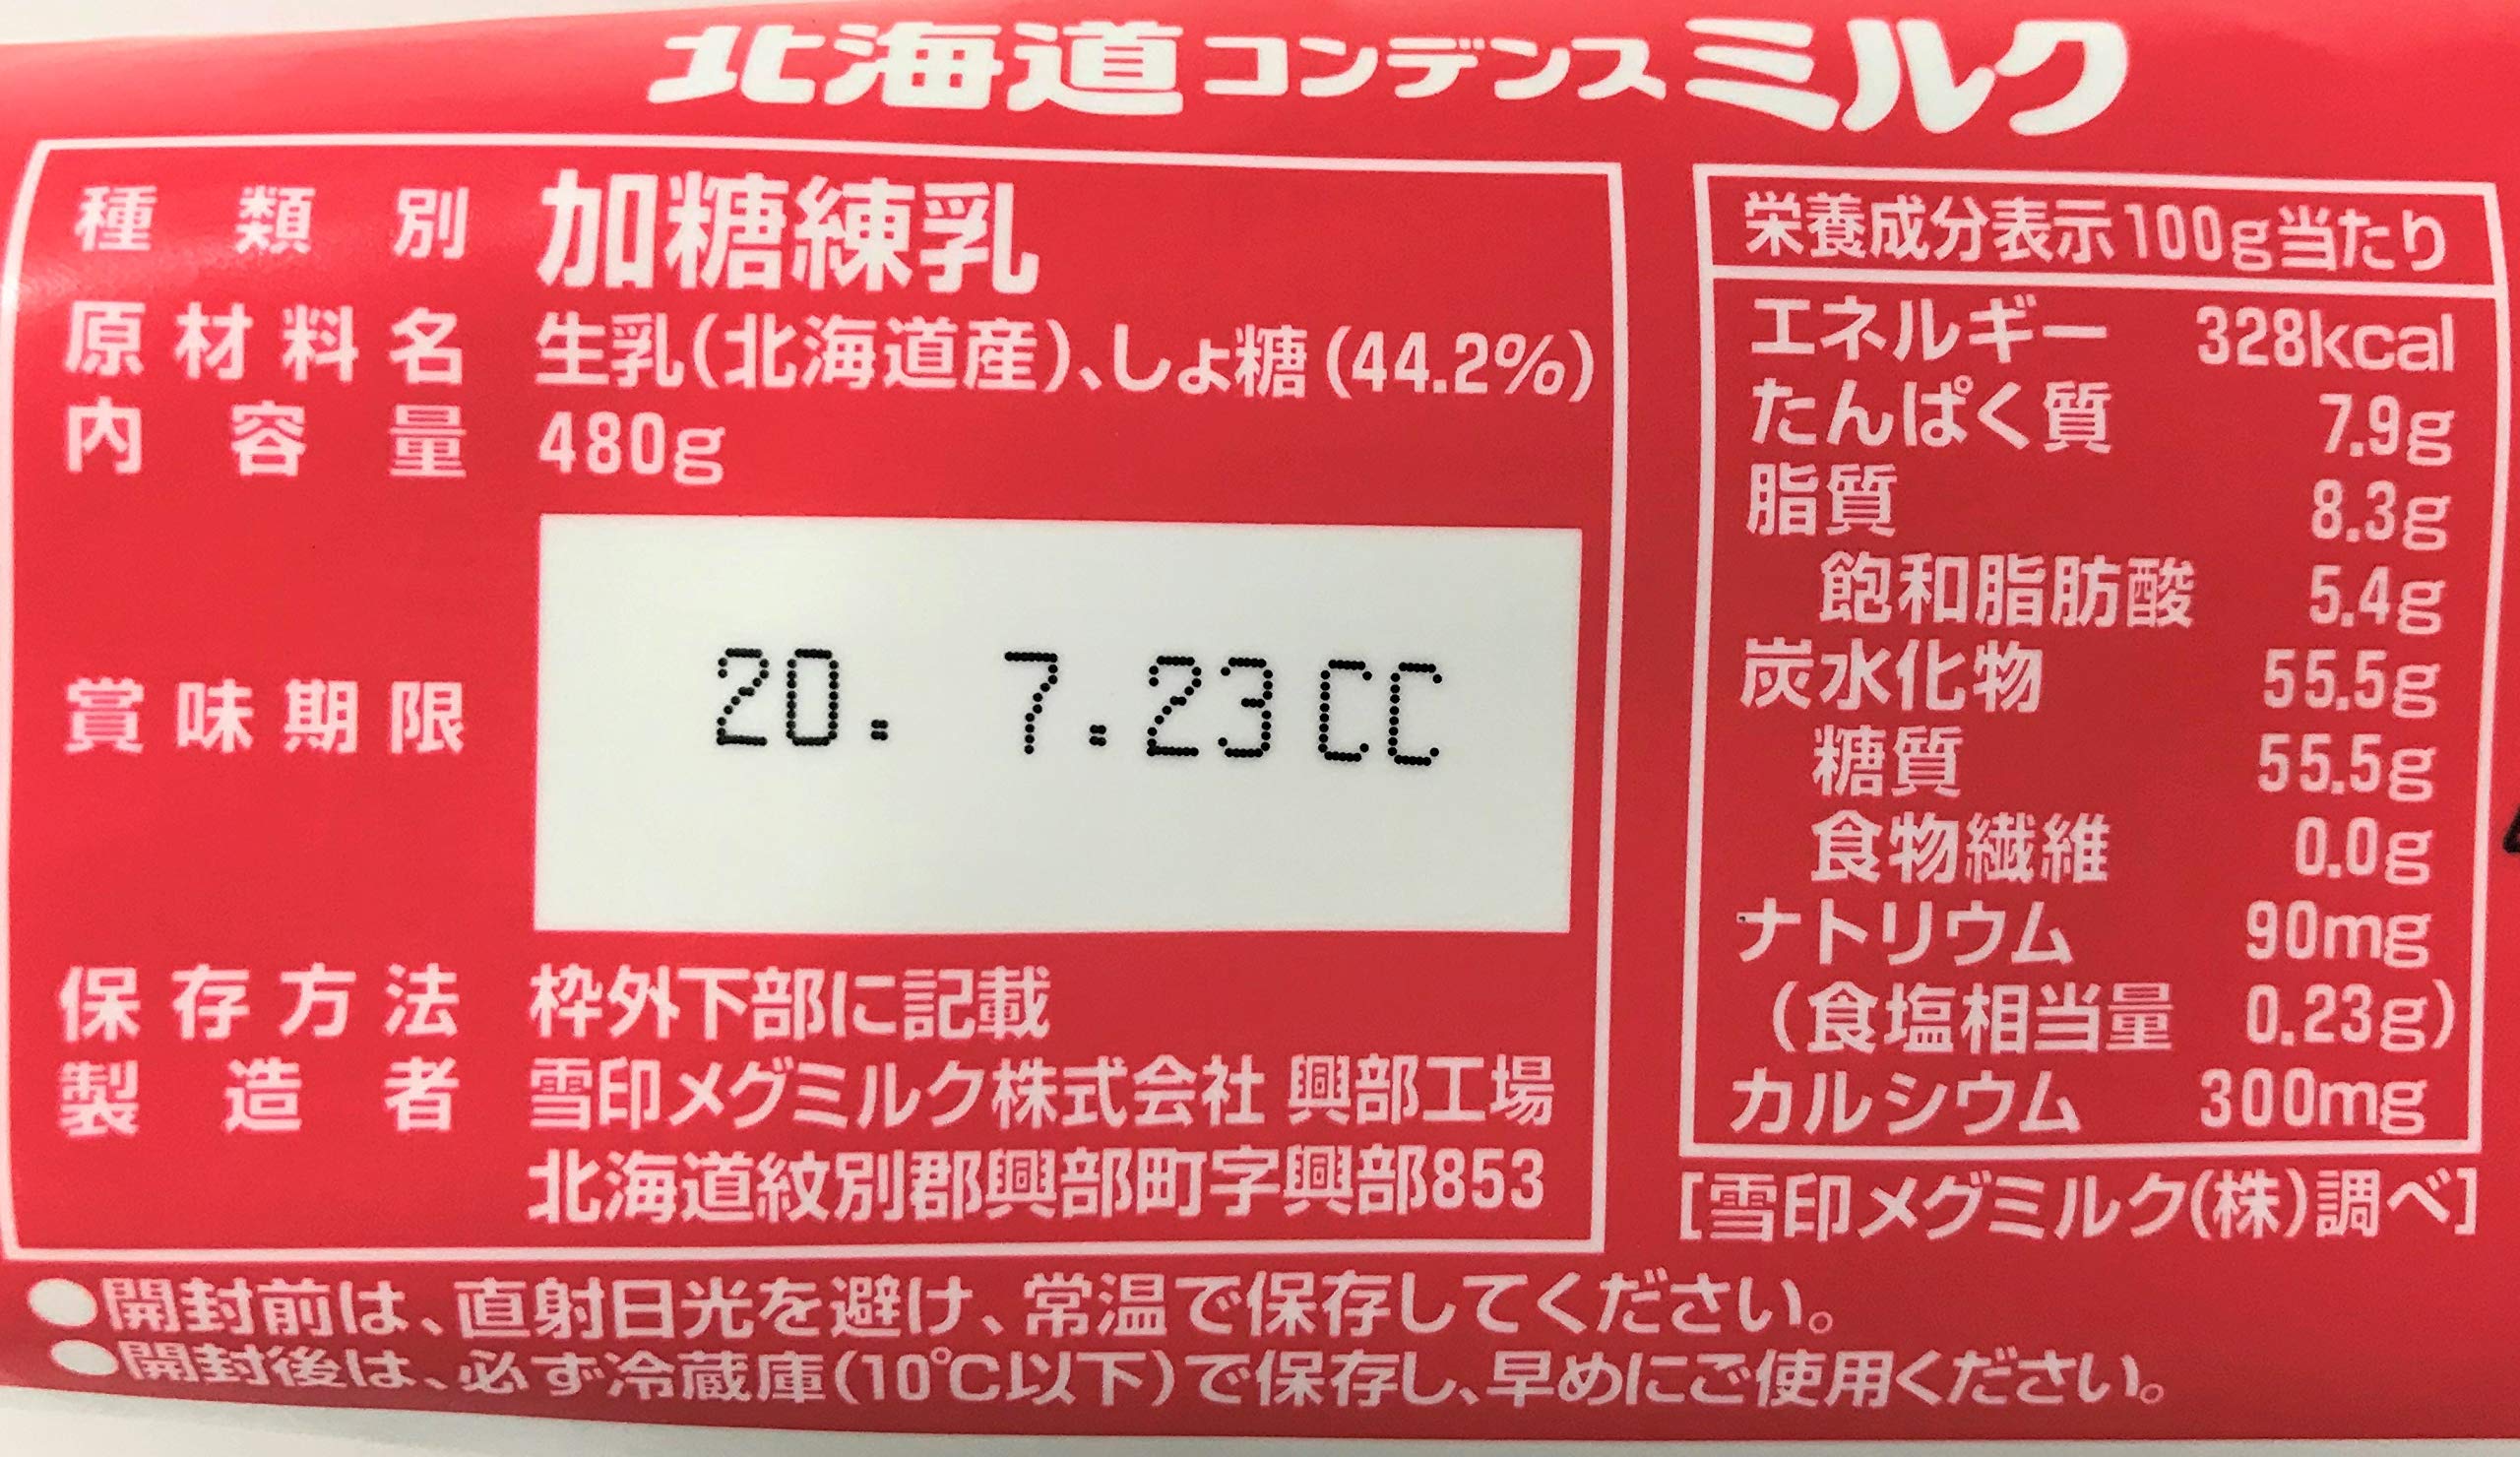 北海道コンデンスミルク
種類別 加糖練乳
原材料名 生乳(北海道産)、しょ糖(44.2%)
内容量 480g
賞味期限 20. 7.23CC
保存方法 枠外下部に記載
製造者 雪印メグミルク株式会社 興部工場
北海道紋別郡興部町字興部853
栄養成分表示100g当たり
エネルギー 328kcal
たんぱく質 7.9g
脂質 8.3g
飽和脂肪酸 5.4g
炭水化物 55.5g
糖質 55.5g
食物繊維 0.0g
ナトリウム 90mg
(食塩相当量 0.23g)
カルシウム 300mg
[雪印メグミルク(株)調べ]
●開封前は、直射日光を避け、常温で保存してください。
●開封後は、必ず冷蔵庫(10℃以下)で保存し、早めにご使用ください。